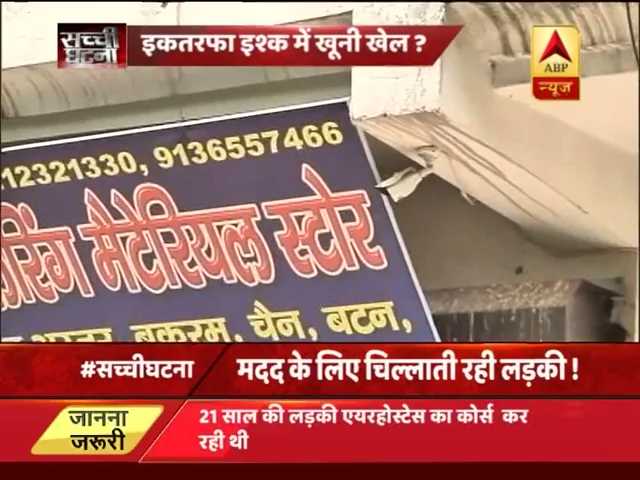 सच्ची
घटना
इकतरफा इश्क में खूनी खेल ?
ABP
न्यूज़
12321330, 9136557466
मैटेरियल स्टोर
बुकरम, चैन, बटन,
#सच्चीघटना
मदद के लिए चिल्लाती रही लड़की !
जानना
जरूरी
21 साल की लड़की एयरहोस्टेस का कोर्स कर
रही थी